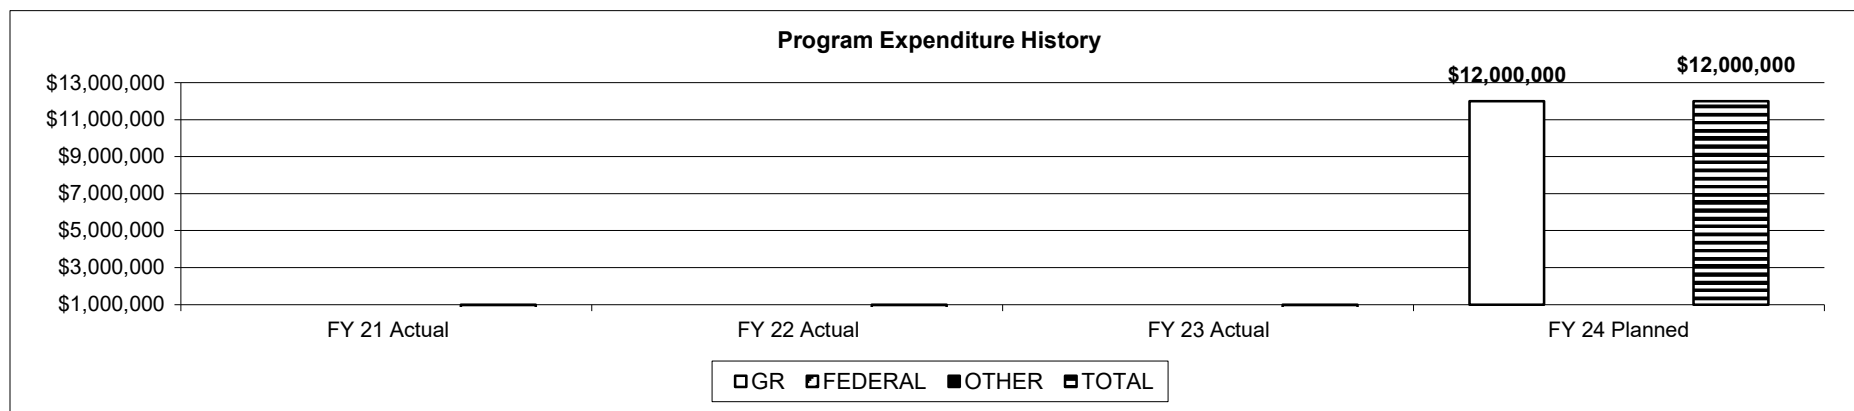 Program Expenditure History
$13,000,000
$11,000,000
$9,000,000
$7,000,000
$5,000,000
$3,000,000
$1,000,000
$12,000,000
$12,000,000
FY 21 Actual
FY 22 Actual
FY 23 Actual
FY 24 Planned
GR FEDERAL OTHER TOTAL